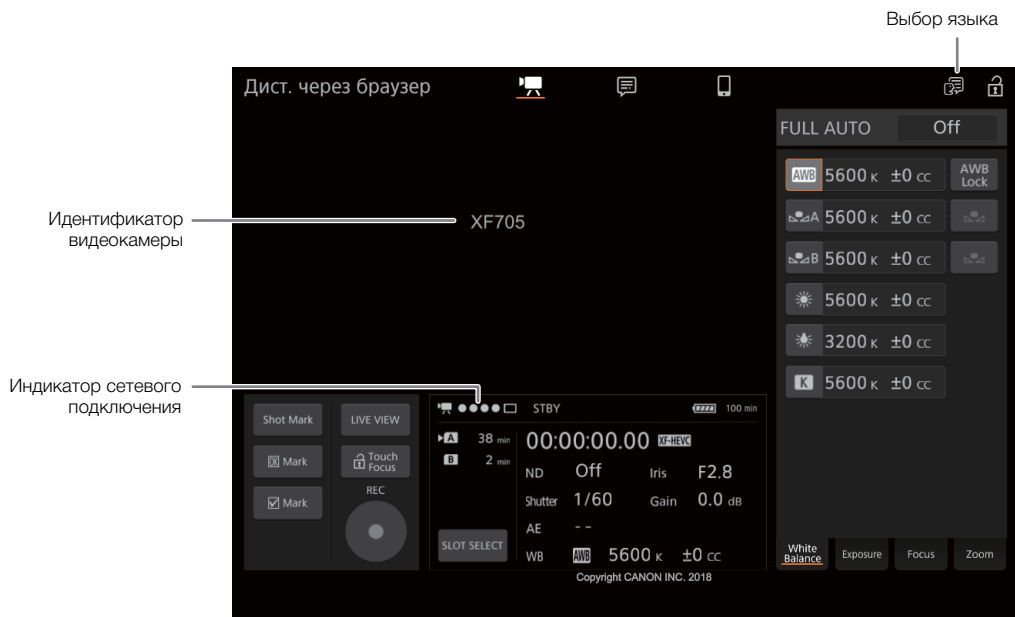 Выбор языка
Дист. через браузер
FULL AUTO Off
AWB 5600 K ±0 CC AWB Lock
A 5600 K ±0 CC
B 5600 K ±0 CC
5600 K ±0 CC
3200 K ±0 CC
K 5600 K ±0 CC
Идентификатор
видеокамеры
XF705
Индикатор сетевого
подключения
Shot Mark
LIVE VIEW
OK Mark
Touch
Focus
Mark
REC
STBY 100 min
A 38 min
B 2 min
00:00:00.00 XF-HEVC
ND Off Iris F2.8
Shutter 1/60 Gain 0.0 dB
AE --
WB AWB 5600 K ±0 CC
SLOT SELECT
White
Balance
Exposure
Focus
Zoom
Copyright CANON INC. 2018